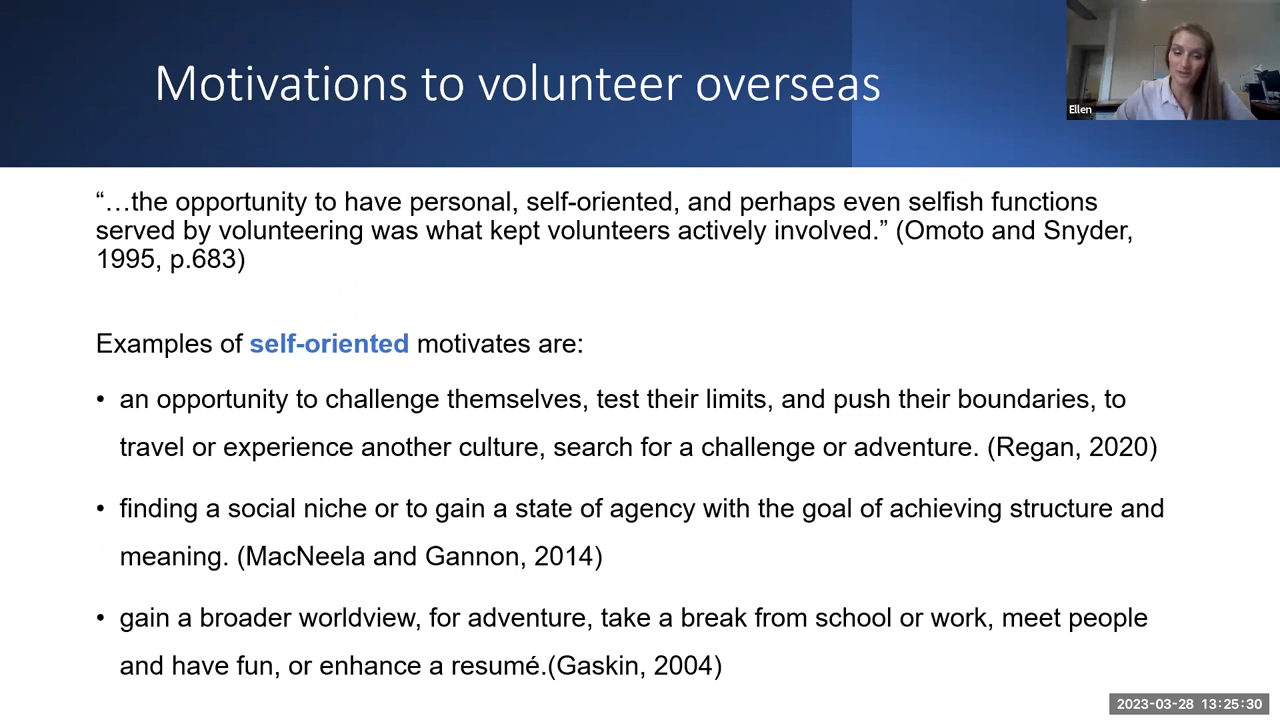 Motivations to volunteer overseas
Ellen
“…the opportunity to have personal, self-oriented, and perhaps even selfish functions
served by volunteering was what kept volunteers actively involved.” (Omoto and Snyder,
1995, p.683)
Examples of self-oriented motivates are:
• an opportunity to challenge themselves, test their limits, and push their boundaries, to
travel or experience another culture, search for a challenge or adventure. (Regan, 2020)
• finding a social niche or to gain a state of agency with the goal of achieving structure and
meaning. (MacNeela and Gannon, 2014)
• gain a broader worldview, for adventure, take a break from school or work, meet people
and have fun, or enhance a resumé.(Gaskin, 2004)
2023-03-28 13:25:30